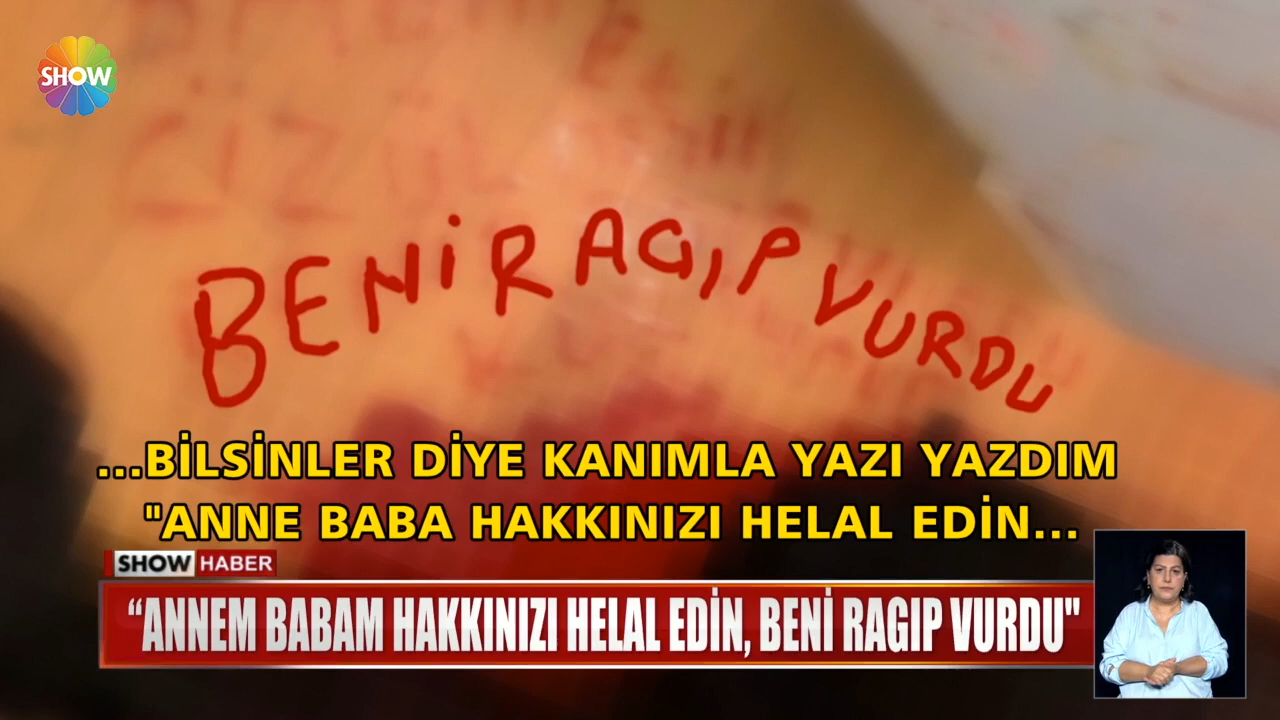 SHOW
BENİ RAGIP VURDU
...BİLSİNLER DİYE KANIMLA YAZI YAZDIM
"ANNE BABA HAKKINIZI HELAL EDİN...
SHOW HABER
“ANNEM BABAM HAKKINIZI HELAL EDİN, BENİ RAGIP VURDU"